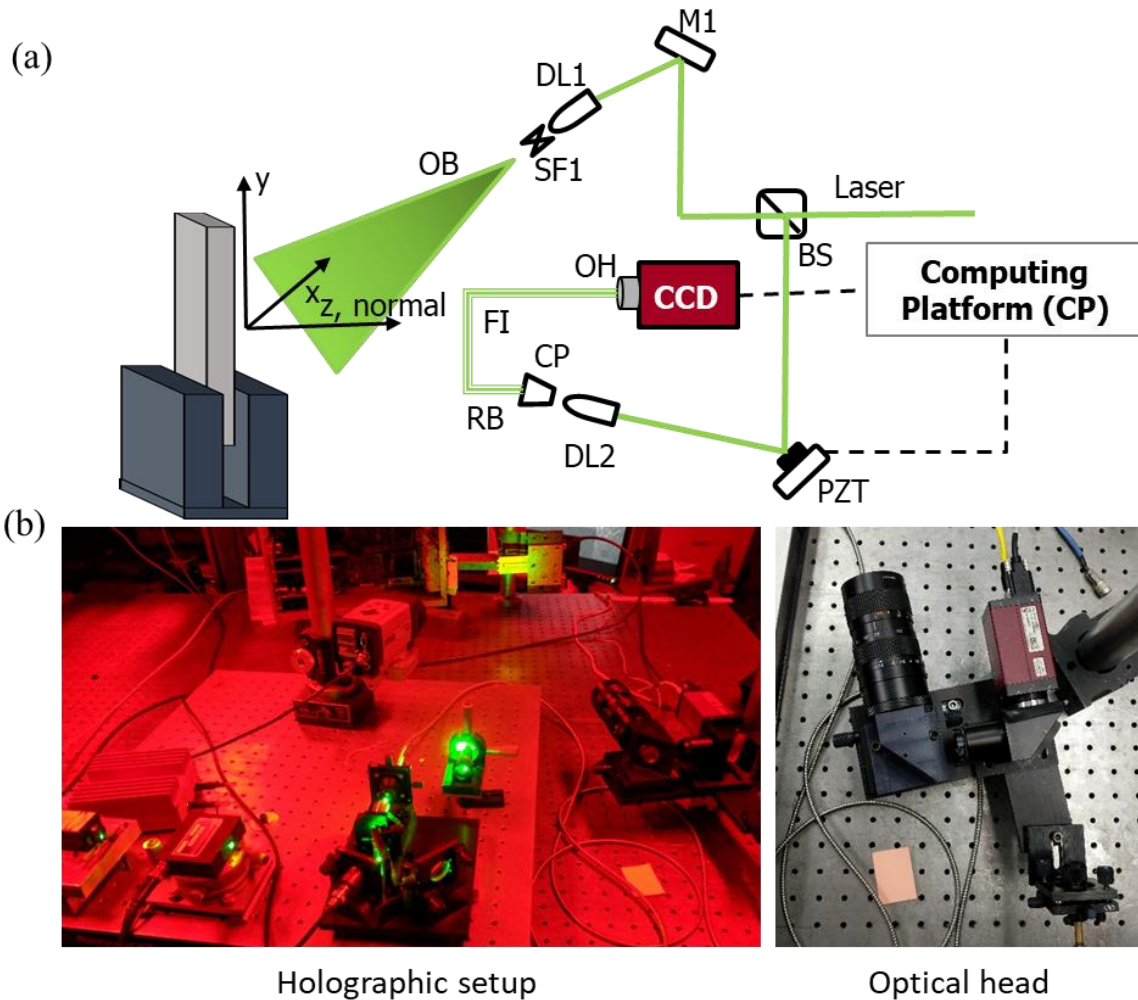 (a)
M1
DL1
SF1
OB
y
Laser
BS
OH
CCD
Computing
Platform (CP)
x
z, normal
FI
CP
RB
DL2
PZT
(b)
Holographic setup
Optical head